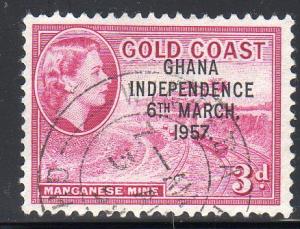 GOLD COAST
GHANA
INDEPENDENCE
6TH MARCH,
1957.
MANGANESE MINE
3d